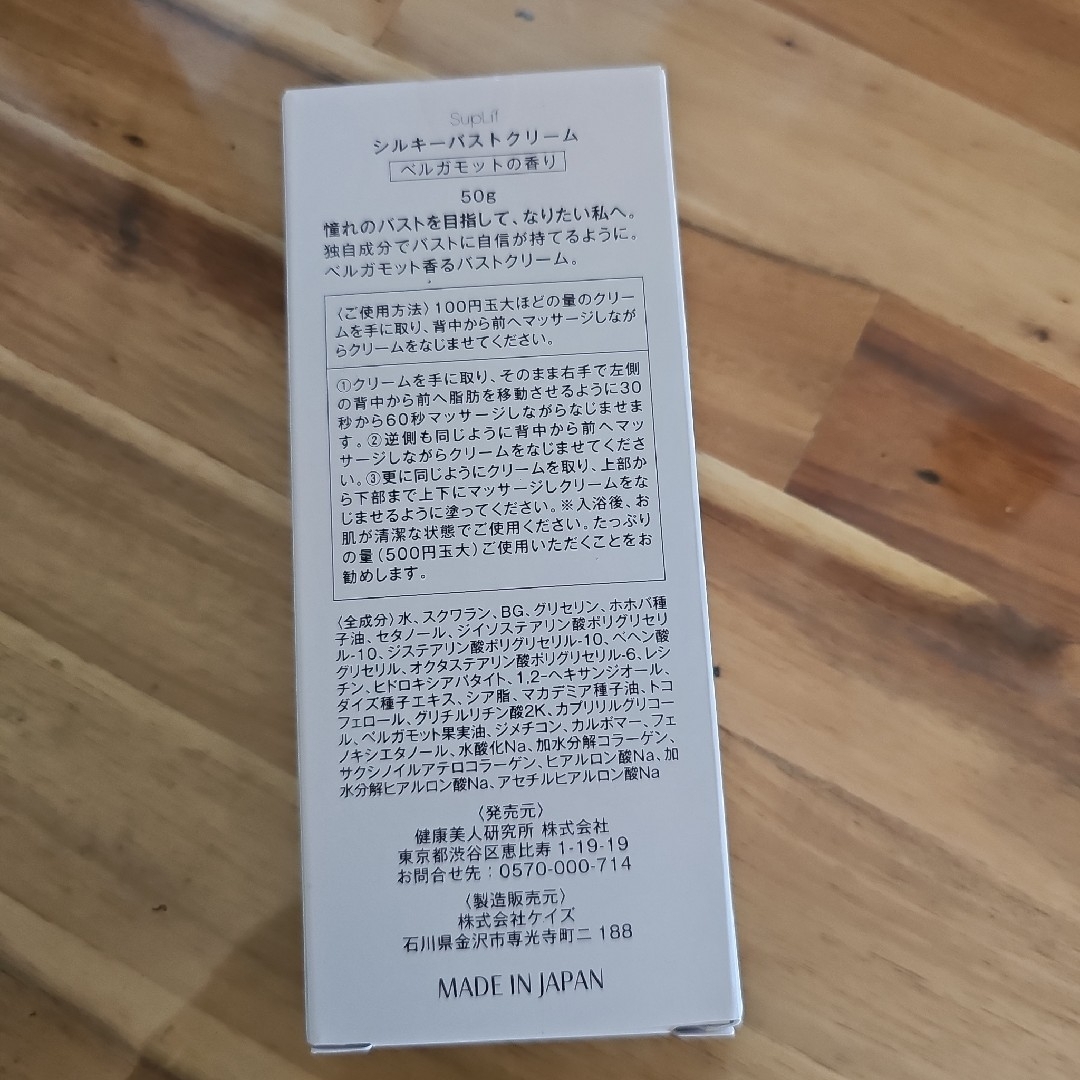 SupLif
シルキーバストクリーム
ベルガモットの香り
50g
憧れのバストを目指して、なりたい私へ。
独自成分でバストに自信が持てるように。
ベルガモット香るバストクリーム。
〈ご使用方法〉100円玉大ほどの量のクリー
ムを手に取り、背中から前へマッサージしなが
らクリームをなじませてください。
①クリームを手に取り、そのまま右手で左側
の背中から前へ脂肪を移動させるように30
秒から60秒マッサージしながらなじませま
す。②逆側も同じように背中から前へマッ
サージしながらクリームをなじませてくださ
い。③更に同じようにクリームを取り、上部か
ら下部まで上下にマッサージしクリームをな
じませるように塗ってください。※入浴後、お
肌が清潔な状態でご使用ください。たっぷり
の量(500円玉大)ご使用いただくことをお
勧めします。
〈全成分〉水、スクワラン、BG、グリセリン、ホホバ種
子油、セタノール、ジイソステアリン酸ポリグリセリ
ル-10、ジステアリン酸ポリグリセリル-10、ベヘン酸
グリセリル、オクタステアリン酸ポリグリセリル-6、レシ
チン、ヒドロキシアパタイト、1,2-ヘキサンジオール、
ダイズ種子エキス、シア脂、マカデミア種子油、トコ
フェロール、グリチルリチン酸2K、カプリリルグリコー
ル、ベルガモット果実油、ジメチコン、カルボマー、フェ
ノキシエタノール、水酸化Na、加水分解コラーゲン、
サクシノイルアテロコラーゲン、ヒアルロン酸Na、加
水分解ヒアルロン酸Na、アセチルヒアルロン酸Na
〈発売元〉
健康美人研究所 株式会社
東京都渋谷区恵比寿 1-19-19
お問合せ先：0570-000-714
〈製造販売元〉
株式会社ケイズ
石川県金沢市専光寺町ニ 188
MADE IN JAPAN